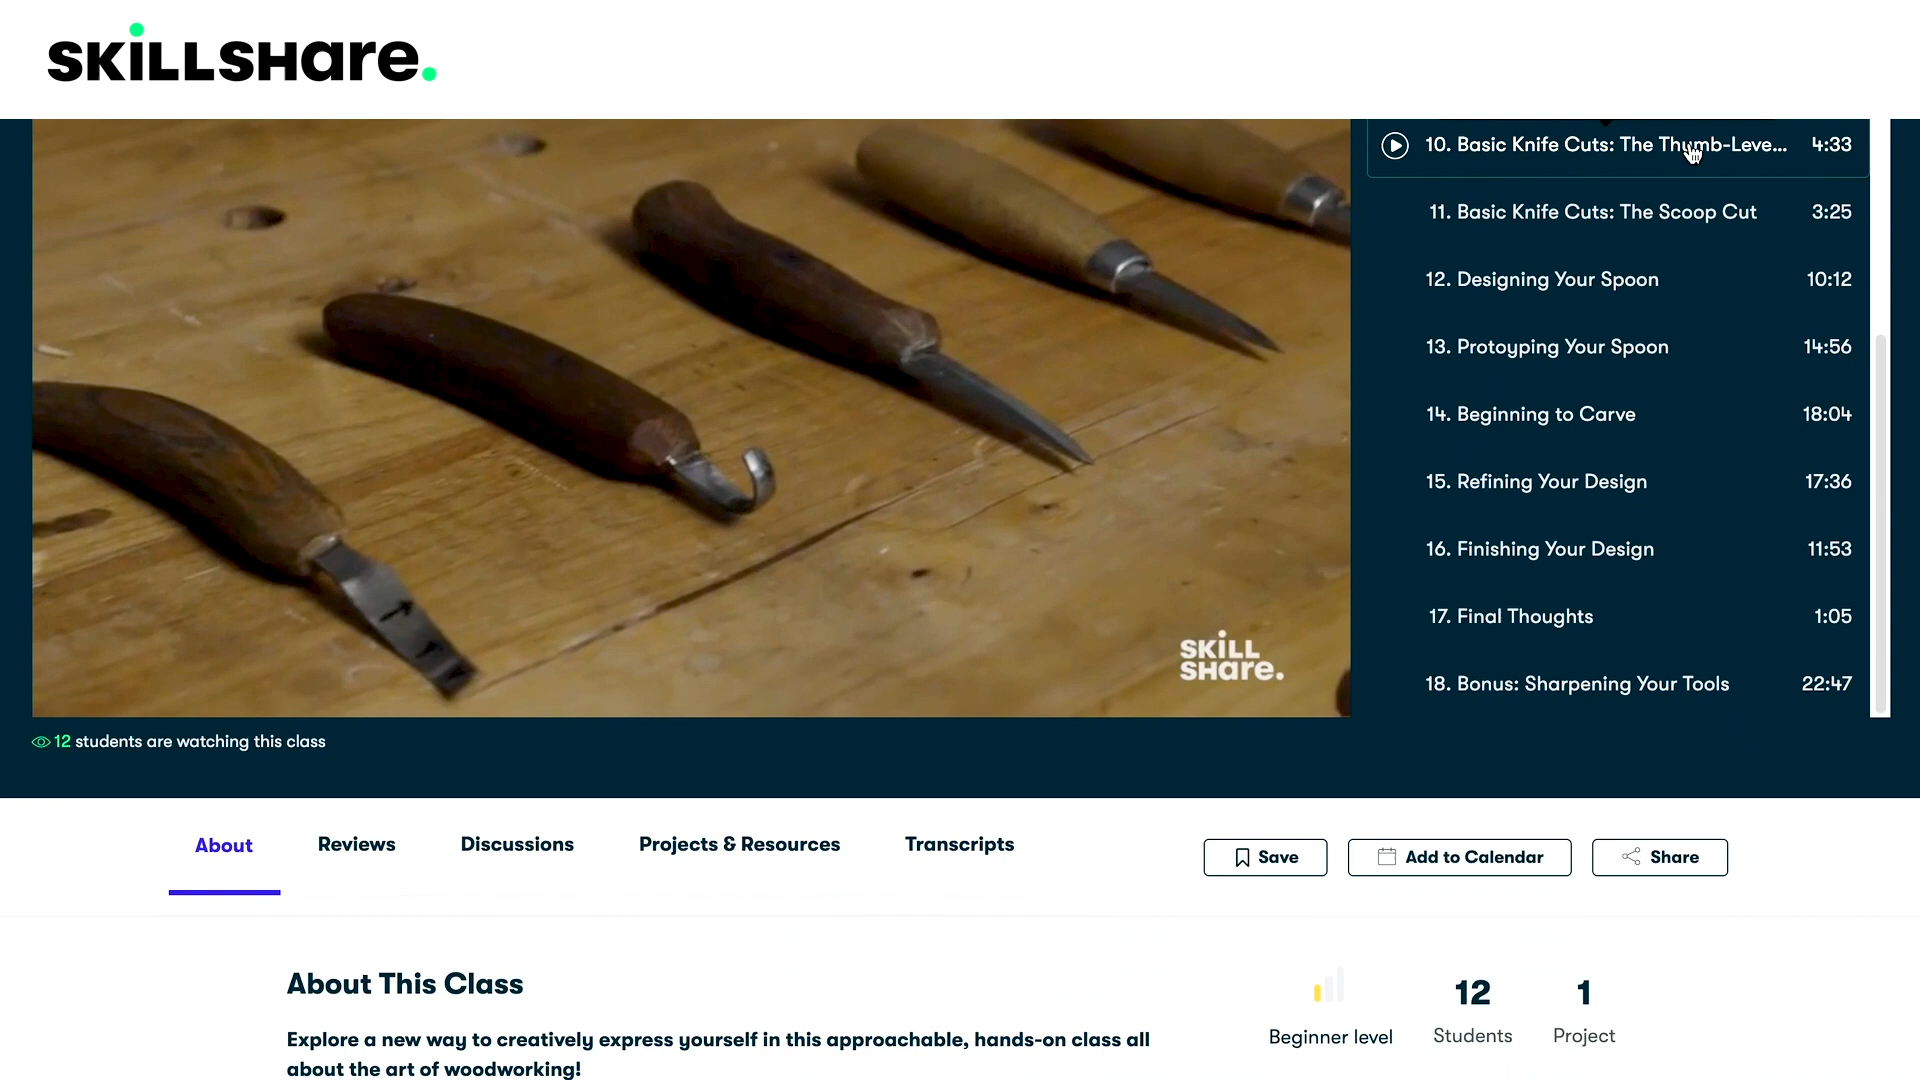 SKiLLSHare.
10. Basic Knife Cuts: The Thumb-Leve... 4:33
11. Basic Knife Cuts: The Scoop Cut 3:25
12. Designing Your Spoon 10:12
13. Protoyping Your Spoon 14:56
14. Beginning to Carve 18:04
15. Refining Your Design 17:36
16. Finishing Your Design 11:53
17. Final Thoughts 1:05
18. Bonus: Sharpening Your Tools 22:47
SKiLL
SHare.
12 students are watching this class
About Reviews Discussions Projects & Resources Transcripts Save Add to Calendar Share
About This Class
Explore a new way to creatively express yourself in this approachable, hands-on class all
about the art of woodworking!
12 1
Beginner level Students Project